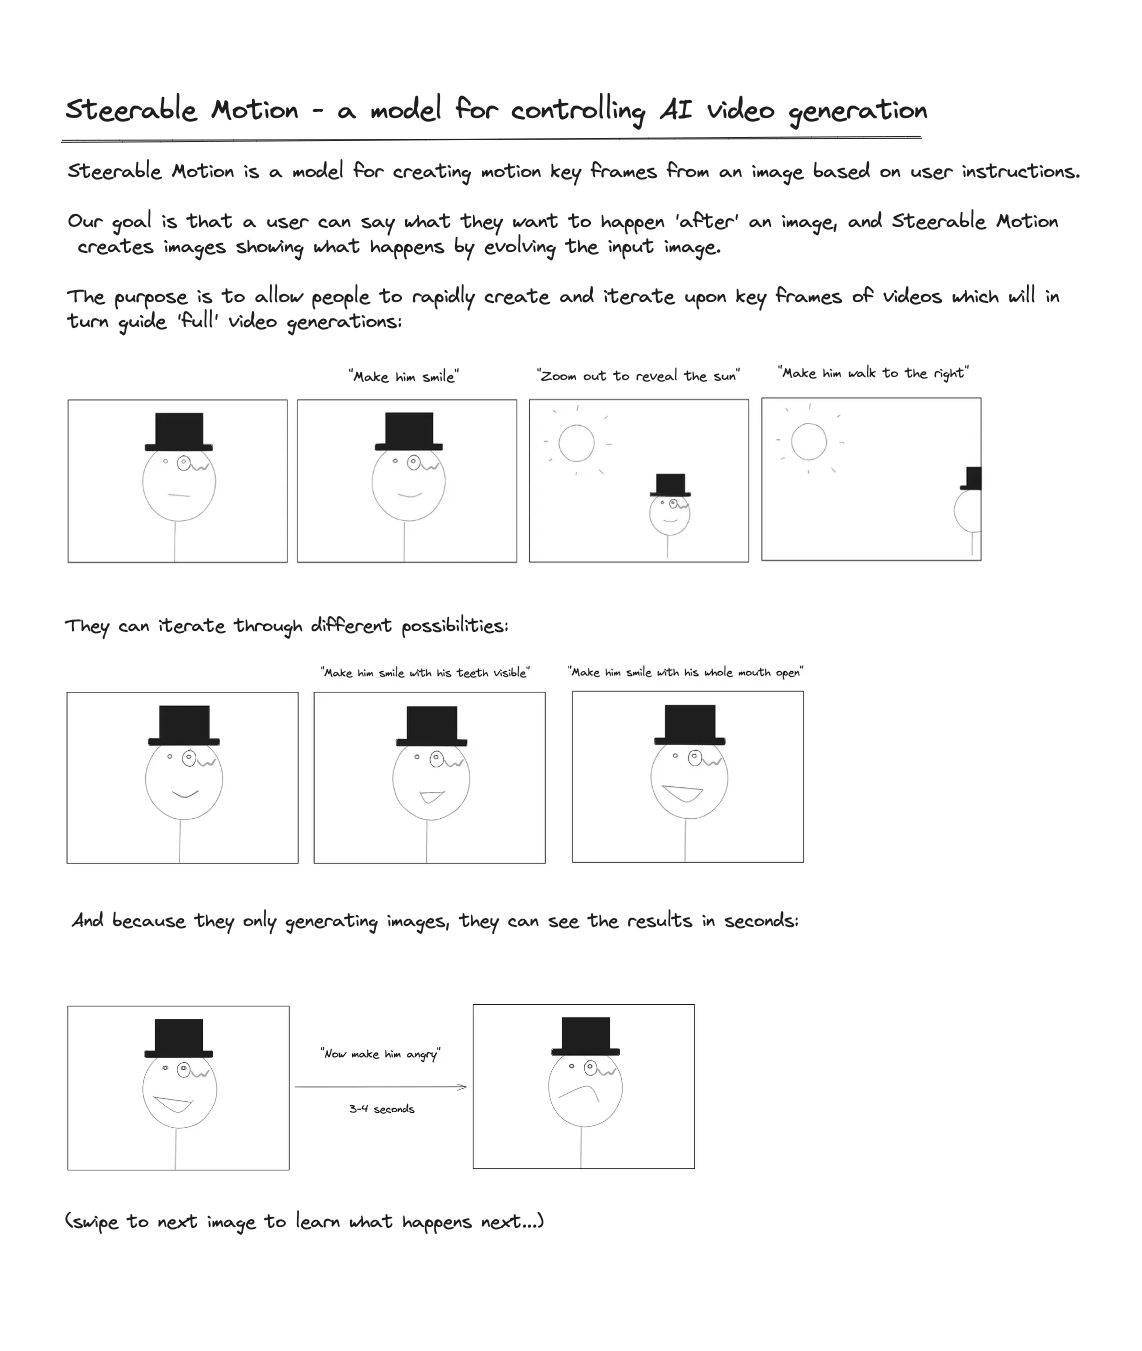 Steerable Motion - a model for controlling AI video generation
Steerable Motion is a model for creating motion key frames from an image based on user instructions.
Our goal is that a user can say what they want to happen 'after' an image, and Steerable Motion
creates images showing what happens by evolving the input image.
The purpose is to allow people to rapidly create and iterate upon key frames of videos which will in
turn guide 'full' video generations:
"Make him smile"
"Zoom out to reveal the sun"
"Make him walk to the right"
They can iterate through different possibilities:
"Make him smile with his teeth visible"
"Make him smile with his whole mouth open"
And because they only generating images, they can see the results in seconds:
"Now make him angry"
3-4 seconds
(swipe to next image to learn what happens next...)